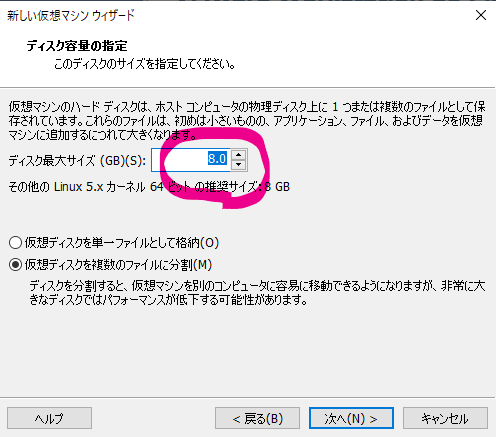 新しい仮想マシン ウィザード
ディスク容量の指定
このディスクのサイズを指定してください。
仮想マシンのハード ディスクは、ホスト コンピュータの物理ディスク上に 1 つまたは複数のファイルとして保
存されています。これらのファイルは、初めは小さいものの、アプリケーション、ファイル、およびデータを仮想
マシンに追加するにつれて大きくなります。
ディスク最大サイズ (GB)(S): 8.0
その他の Linux 5.x カーネル 64 ビット の推奨サイズ: 8 GB
仮想ディスクを単一ファイルとして格納(O)
仮想ディスクを複数のファイルに分割(M)
ディスクを分割すると、仮想マシンを別のコンピュータに容易に移動できるようになりますが、非常に大
きなディスクではパフォーマンスが低下する可能性があります。
ヘルプ < 戻る(B) 次へ(N) > キャンセル